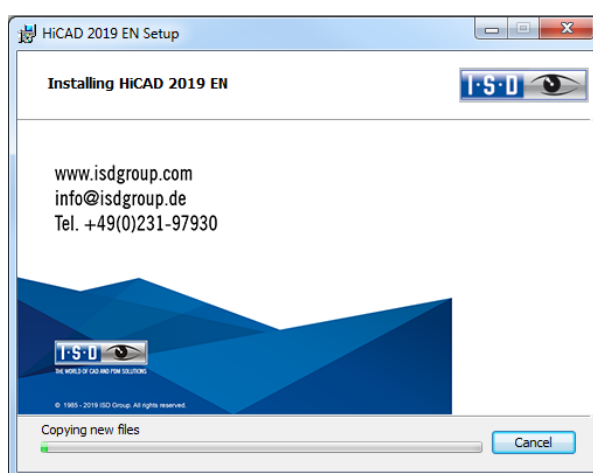 HiCAD 2019 EN Setup
Installing HiCAD 2019 EN
I·S·D
www.isdgroup.com
info@isdgroup.de
Tel. +49(0)231-97930
I·S·D
THE WORLD OF CAD AND PDM SOLUTIONS
© 1985 - 2019 ISD Group. All rights reserved.
Copying new files
Cancel